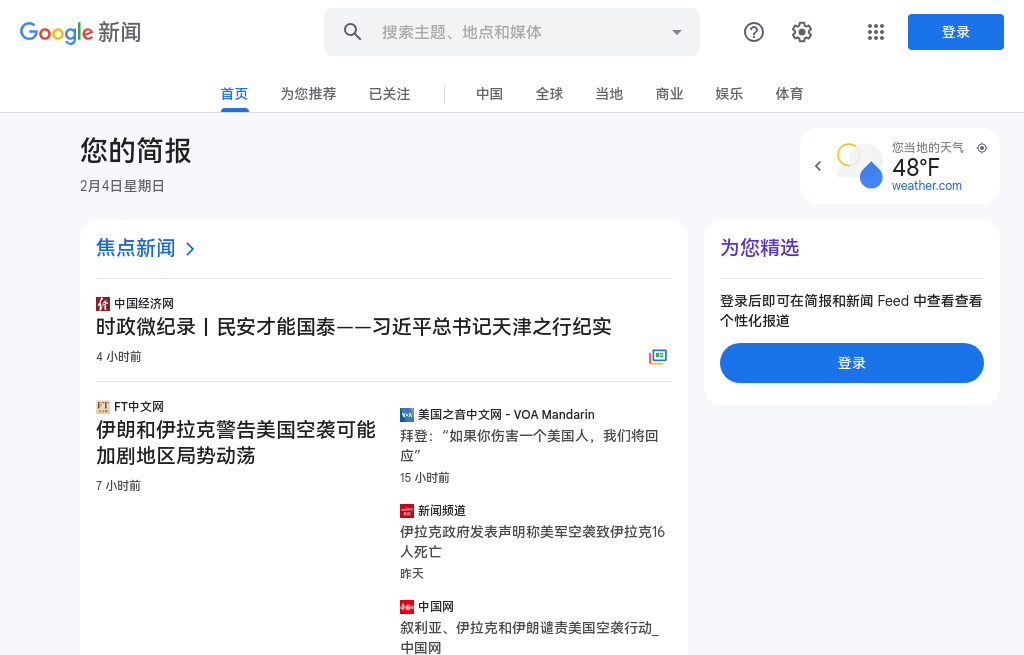 Google 新闻
搜索主题、地点和媒体
登录
首页
为您推荐
已关注
中国
全球
当地
商业
娱乐
体育
您的简报
2月4日星期日
您当地的天气
48°F
weather.com
焦点新闻
中国经济网
时政微纪录丨民安才能国泰——习近平总书记天津之行纪实
4 小时前
FT中文网
伊朗和伊拉克警告美国空袭可能
加剧地区局势动荡
7 小时前
美国之音中文网 - VOA Mandarin
拜登：“如果你伤害一个美国人，我们将回
应”
15 小时前
新闻频道
伊拉克政府发表声明称美军空袭致伊拉克16
人死亡
昨天
中国网
叙利亚、伊拉克和伊朗谴责美国空袭行动_
中国网
为您精选
登录后即可在简报和新闻 Feed 中查看查看
个性化报道
登录